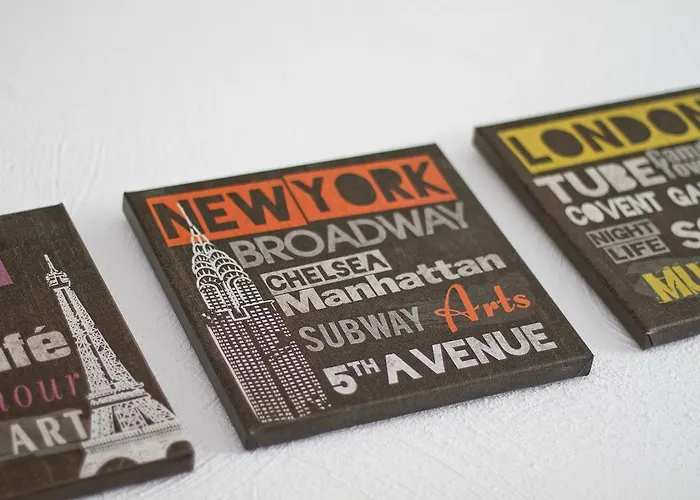 fé
our
ART
NEW YORK
BROADWAY
CHELSEA
Manhattan
SUBWAY Arts
5TH AVENUE
LONDON
TUBE
COVENT
NIGHT
LIFE